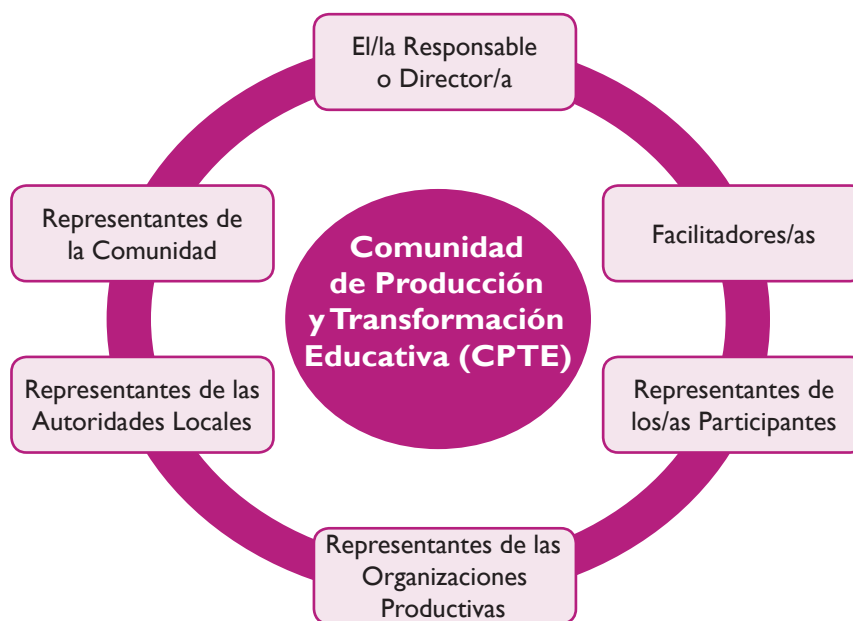 El/la Responsable
o Director/a
Representantes de
la Comunidad
Facilitadores/as
Comunidad
de Producción
y Transformación
Educativa (CPTE)
Representantes de las
Autoridades Locales
Representantes de
los/as Participantes
Representantes de las
Organizaciones
Productivas